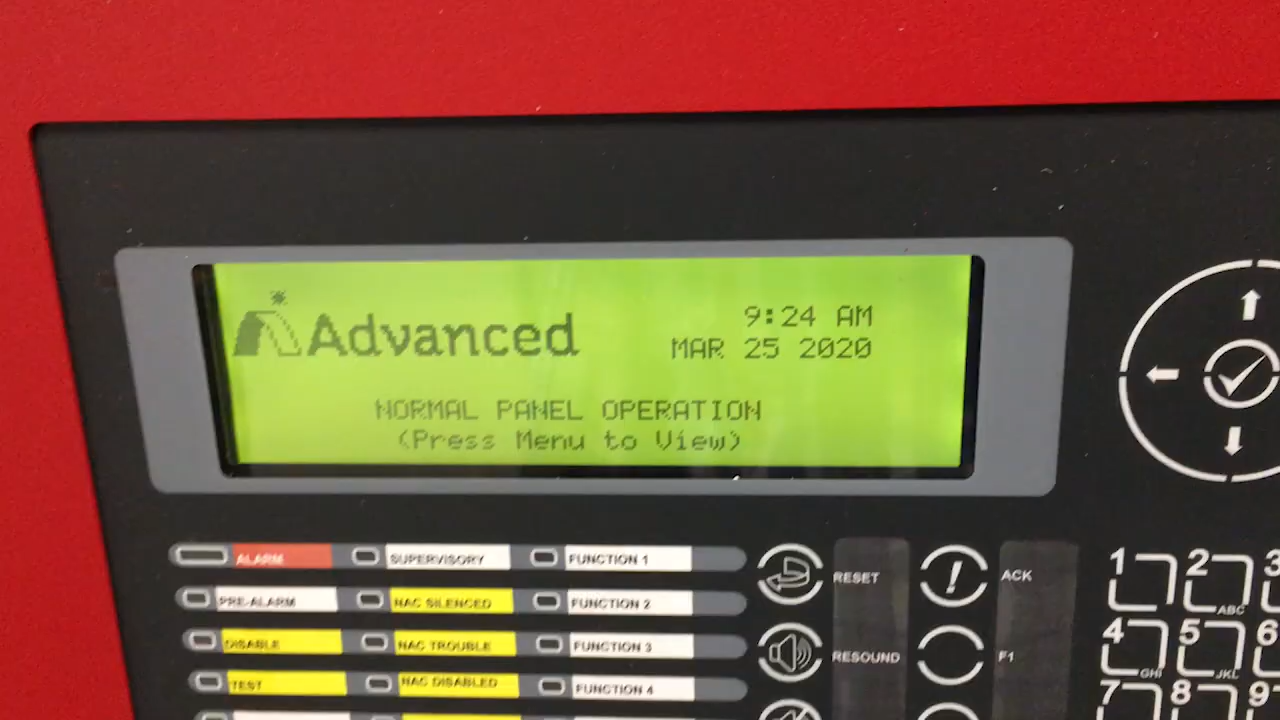 Advanced
9:24 AM
MAR 25 2020
NORMAL PANEL OPERATION
(Press Menu to View)
ALARM SUPERVISORY FUNCTION 1
PRE-ALARM NAC SILENCED FUNCTION 2
DISABLE NAC TROUBLE FUNCTION 3
TEST NAC DISABLED FUNCTION 4
RESET ! ACK
RESOUND F1
1 2 ABC 3
4 GHI 5 JKL 6
7 8 9